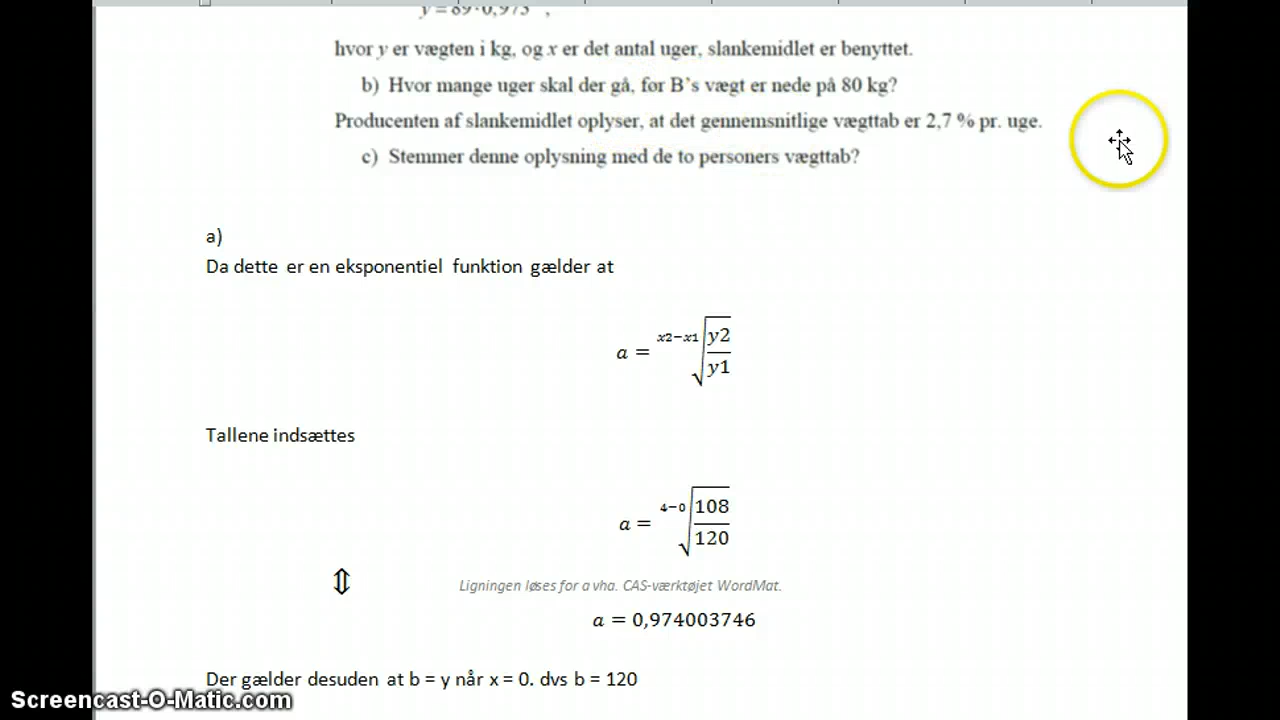 y = 89·0,973 ,
hvor y er vægten i kg, og x er det antal uger, slankemidlet er benyttet.
b) Hvor mange uger skal der gå, før B's vægt er nede på 80 kg?
Producenten af slankemidlet oplyser, at det gennemsnitlige vægttab er 2,7 % pr. uge.
c) Stemmer denne oplysning med de to personers vægttab?
a)
Da dette er en eksponentiel funktion gælder at
a = x2−x1√(y2/y1)
Tallene indsættes
a = 4−0√(108/120)
⇕ Ligningen løses for a vha. CAS-værktøjet WordMat.
a = 0,974003746
Der gælder desuden at b = y når x = 0. dvs b = 120
Screencast-O-Matic.com